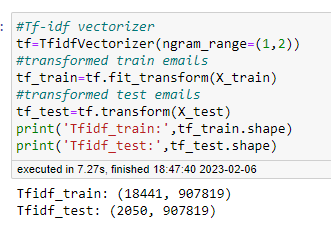 :
#Tf-idf vectorizer
tf=TfidfVectorizer(ngram_range=(1,2))
#transformed train emails
tf_train=tf.fit_transform(X_train)
#transformed test emails
tf_test=tf.transform(X_test)
print('Tfidf_train:',tf_train.shape)
print('Tfidf_test:',tf_test.shape)
executed in 7.27s, finished 18:47:40 2023-02-06
Tfidf_train: (18441, 907819)
Tfidf_test: (2050, 907819)